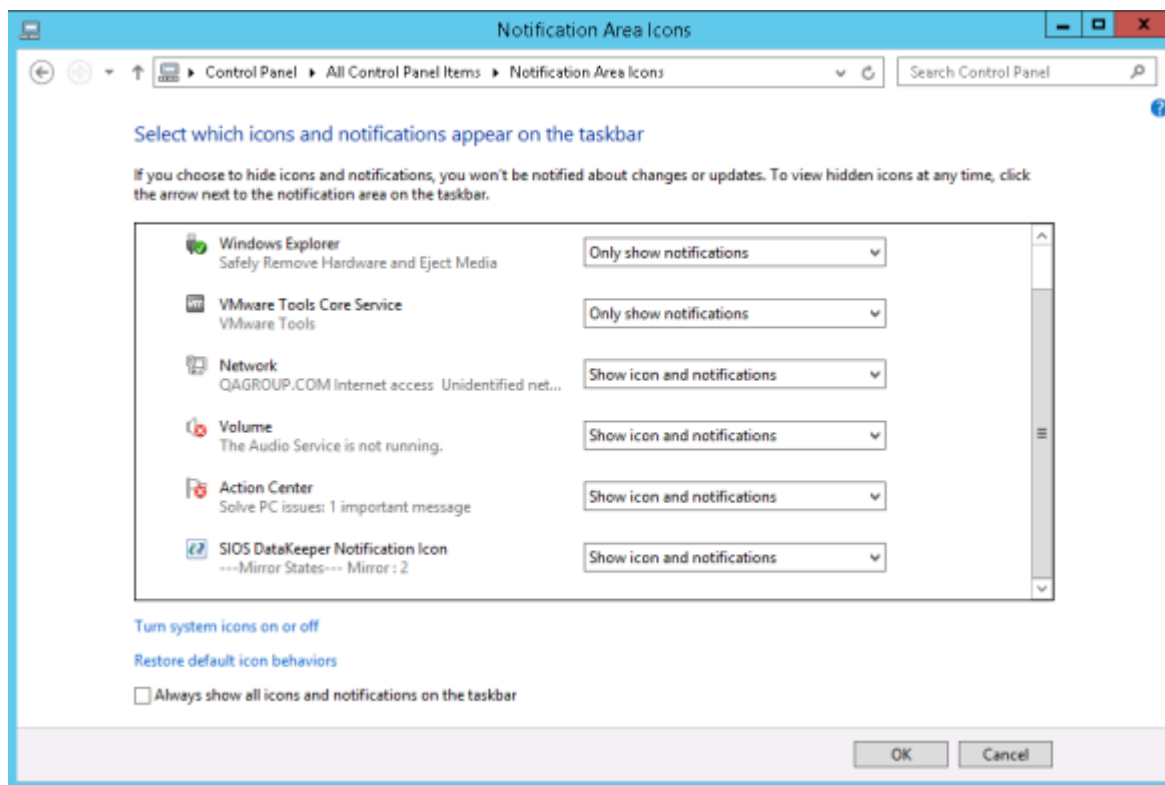 Notification Area Icons
Control Panel ▸ All Control Panel Items ▸ Notification Area Icons
Search Control Panel
Select which icons and notifications appear on the taskbar
If you choose to hide icons and notifications, you won't be notified about changes or updates. To view hidden icons at any time, click
the arrow next to the notification area on the taskbar.
Windows Explorer
Safely Remove Hardware and Eject Media
Only show notifications
VMware Tools Core Service
VMware Tools
Only show notifications
Network
QAGROUP.COM Internet access Unidentified net...
Show icon and notifications
Volume
The Audio Service is not running.
Show icon and notifications
Action Center
Solve PC issues: 1 important message
Show icon and notifications
SIOS DataKeeper Notification Icon
---Mirror States--- Mirror : 2
Show icon and notifications
Turn system icons on or off
Restore default icon behaviors
Always show all icons and notifications on the taskbar
OK
Cancel